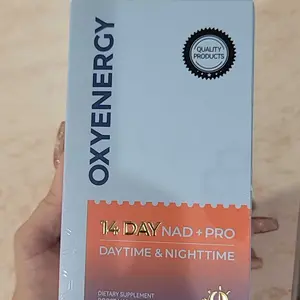 OXYENERGY
QUALITY
PRODUCTS
14 DAY NAD + PRO
DAYTIME & NIGHTTIME
DIETARY SUPPLEMENT